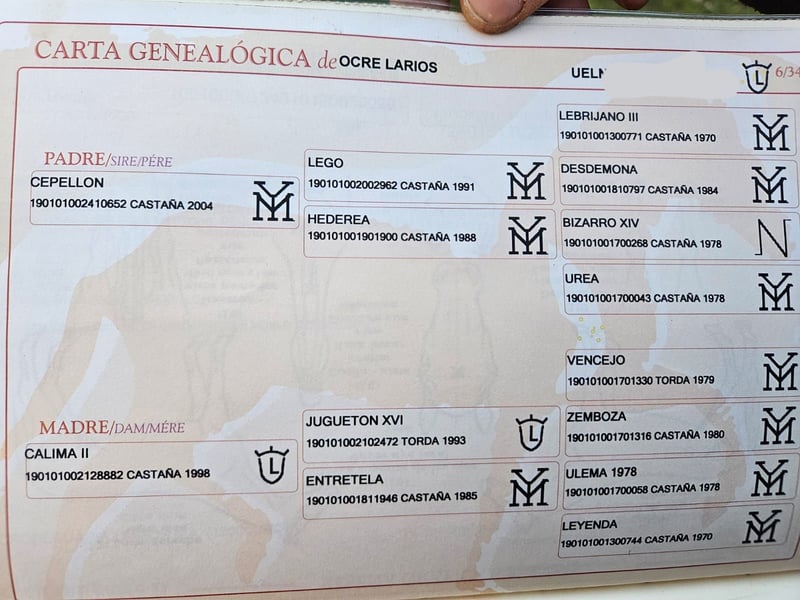 CARTA GENEALÓGICA de OCRE LARIOS
UELN
6/34
PADRE/SIRE/PÉRE
CEPELLON
190101002410652 CASTAÑA 2004
LEGO
190101002002962 CASTAÑA 1991
HEDEREA
190101001901900 CASTAÑA 1988
LEBRIJANO III
190101001300771 CASTAÑA 1970
DESDEMONA
190101001810797 CASTAÑA 1984
BIZARRO XIV
190101001700268 CASTAÑA 1978
UREA
190101001700043 CASTAÑA 1978
MADRE/DAM/MÉRE
CALIMA II
190101002128882 CASTAÑA 1998
JUGUETON XVI
190101002102472 TORDA 1993
ENTRETELA
190101001811946 CASTAÑA 1985
VENCEJO
190101001701330 TORDA 1979
ZEMBOZA
190101001701316 CASTAÑA 1980
ULEMA 1978
190101001700058 CASTAÑA 1978
LEYENDA
190101001300744 CASTAÑA 1970